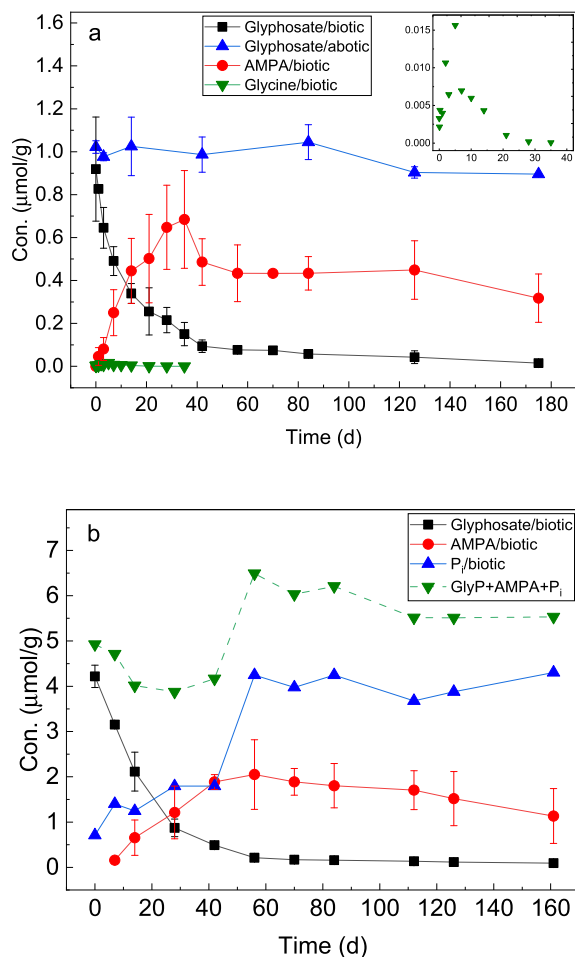 a
Glyphosate/biotic
Glyphosate/abotic
AMPA/biotic
Glycine/biotic
0.015
0.010
0.005
0.000
0 10 20 30 40
1.6
1.4
1.2
1.0
0.8
0.6
0.4
0.2
0.0
Con. (μmol/g)
0 20 40 60 80 100 120 140 160 180
Time (d)
b
Glyphosate/biotic
AMPA/biotic
Pi/biotic
GlyP+AMPA+Pi
7
6
5
4
3
2
1
0
Con. (μmol/g)
0 20 40 60 80 100 120 140 160
Time (d)